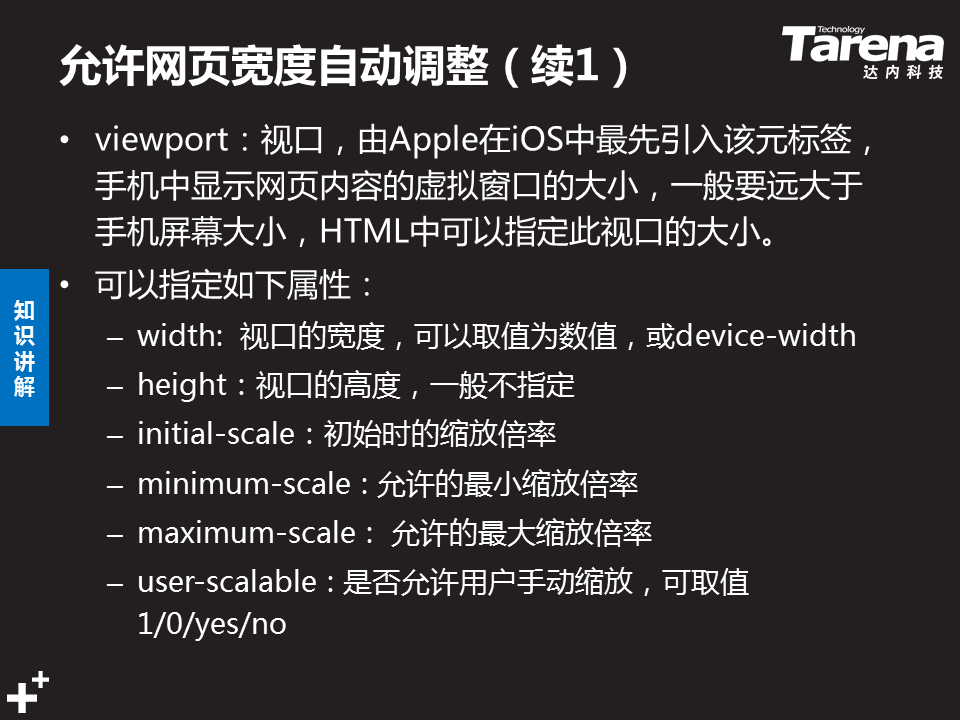 允许网页宽度自动调整（续1）
Technology
Tarena
达内科技
• viewport：视口，由Apple在iOS中最先引入该元标签，
手机中显示网页内容的虚拟窗口的大小，一般要远大于
手机屏幕大小，HTML中可以指定此视口的大小。
• 可以指定如下属性：
– width: 视口的宽度，可以取值为数值，或device-width
– height：视口的高度，一般不指定
– initial-scale：初始时的缩放倍率
– minimum-scale：允许的最小缩放倍率
– maximum-scale： 允许的最大缩放倍率
– user-scalable：是否允许用户手动缩放，可取值
1/0/yes/no
知
识
讲
解